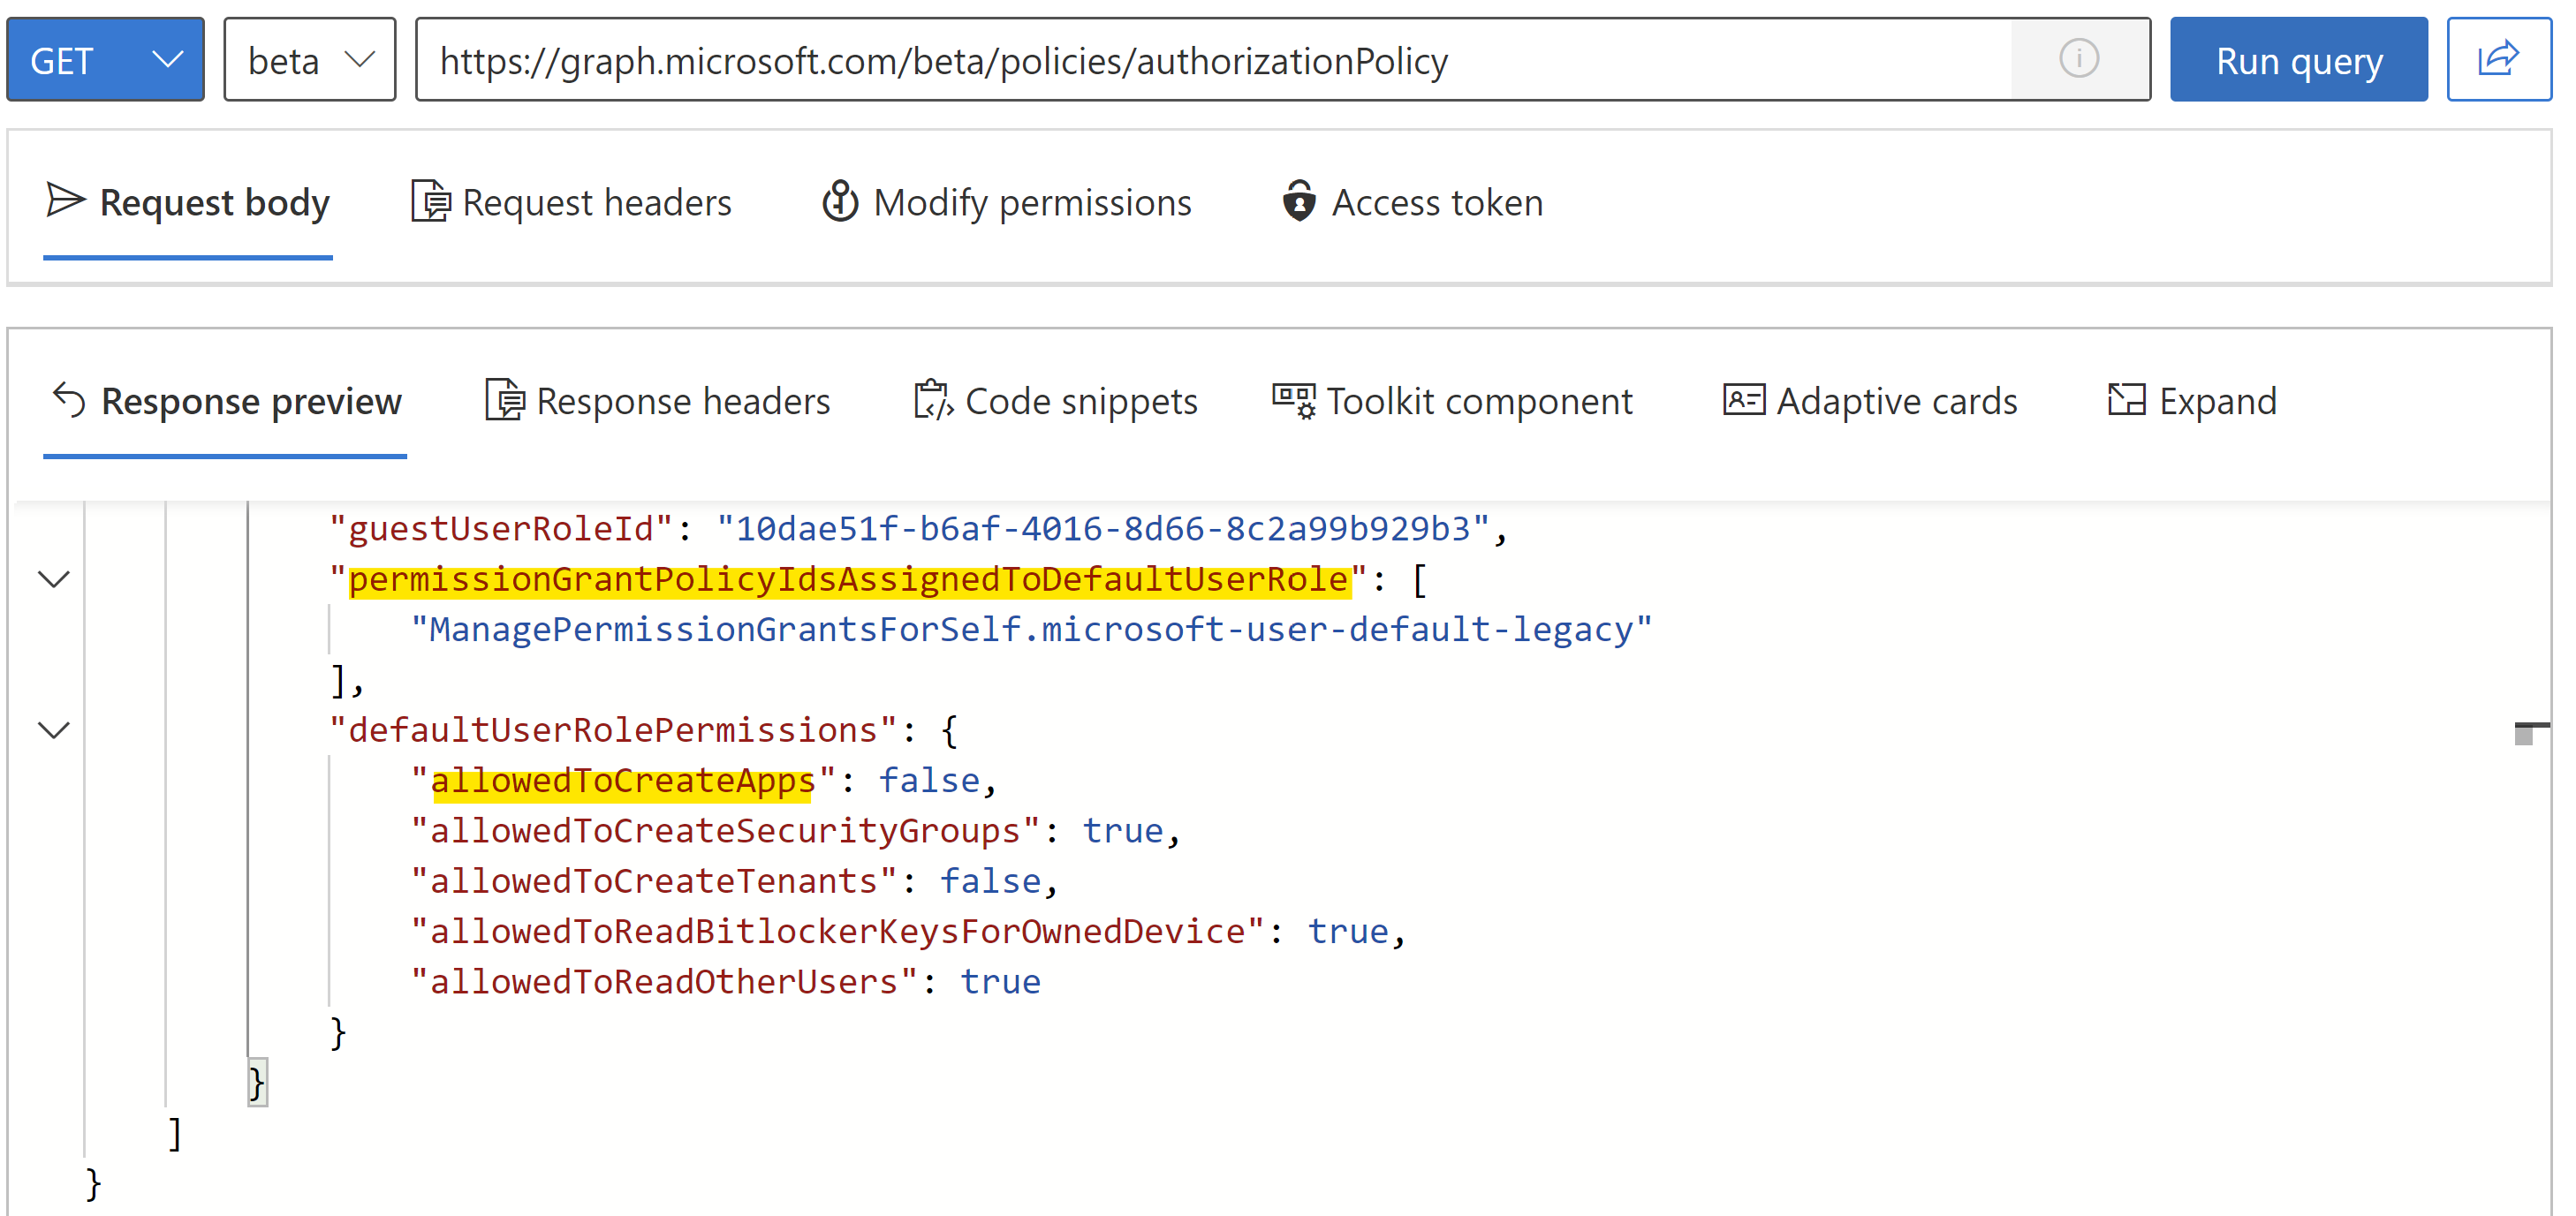 GET beta https://graph.microsoft.com/beta/policies/authorizationPolicy Run query
Request body Request headers Modify permissions Access token
Response preview Response headers Code snippets Toolkit component Adaptive cards Expand
"guestUserRoleId": "10dae51f-b6af-4016-8d66-8c2a99b929b3",
"permissionGrantPolicyIdsAssignedToDefaultUserRole": [
"ManagePermissionGrantsForSelf.microsoft-user-default-legacy"
],
"defaultUserRolePermissions": {
"allowedToCreateApps": false,
"allowedToCreateSecurityGroups": true,
"allowedToCreateTenants": false,
"allowedToReadBitlockerKeysForOwnedDevice": true,
"allowedToReadOtherUsers": true
}
}
]
}